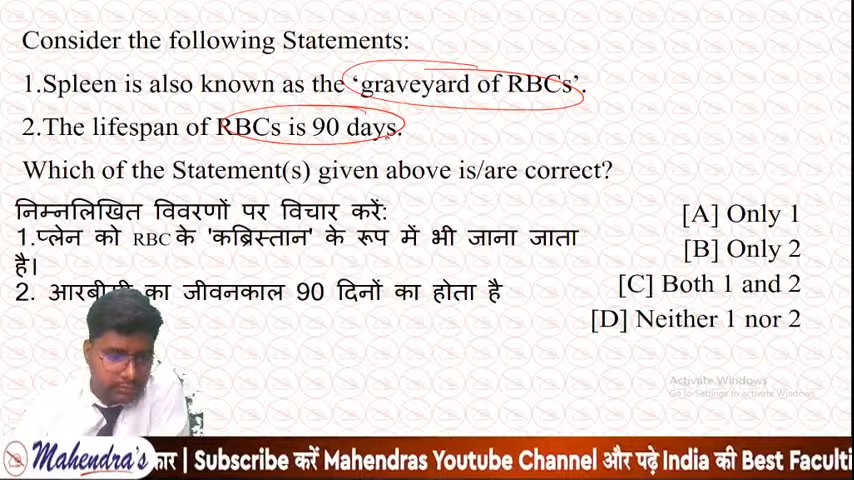 Consider the following Statements:
1.Spleen is also known as the ‘graveyard of RBCs’.
2.The lifespan of RBCs is 90 days.
Which of the Statement(s) given above is/are correct?
निम्नलिखित विवरणों पर विचार करें:
1.प्लेन को RBC के 'कब्रिस्तान' के रूप में भी जाना जाता
है।
2. आरबीसी का जीवनकाल 90 दिनों का होता है
[A] Only 1
[B] Only 2
[C] Both 1 and 2
[D] Neither 1 nor 2
Activate Windows
Go to Settings to activate Windows.
Mahendra's
कार | Subscribe करें Mahendras Youtube Channel और पढ़े India की Best Faculti